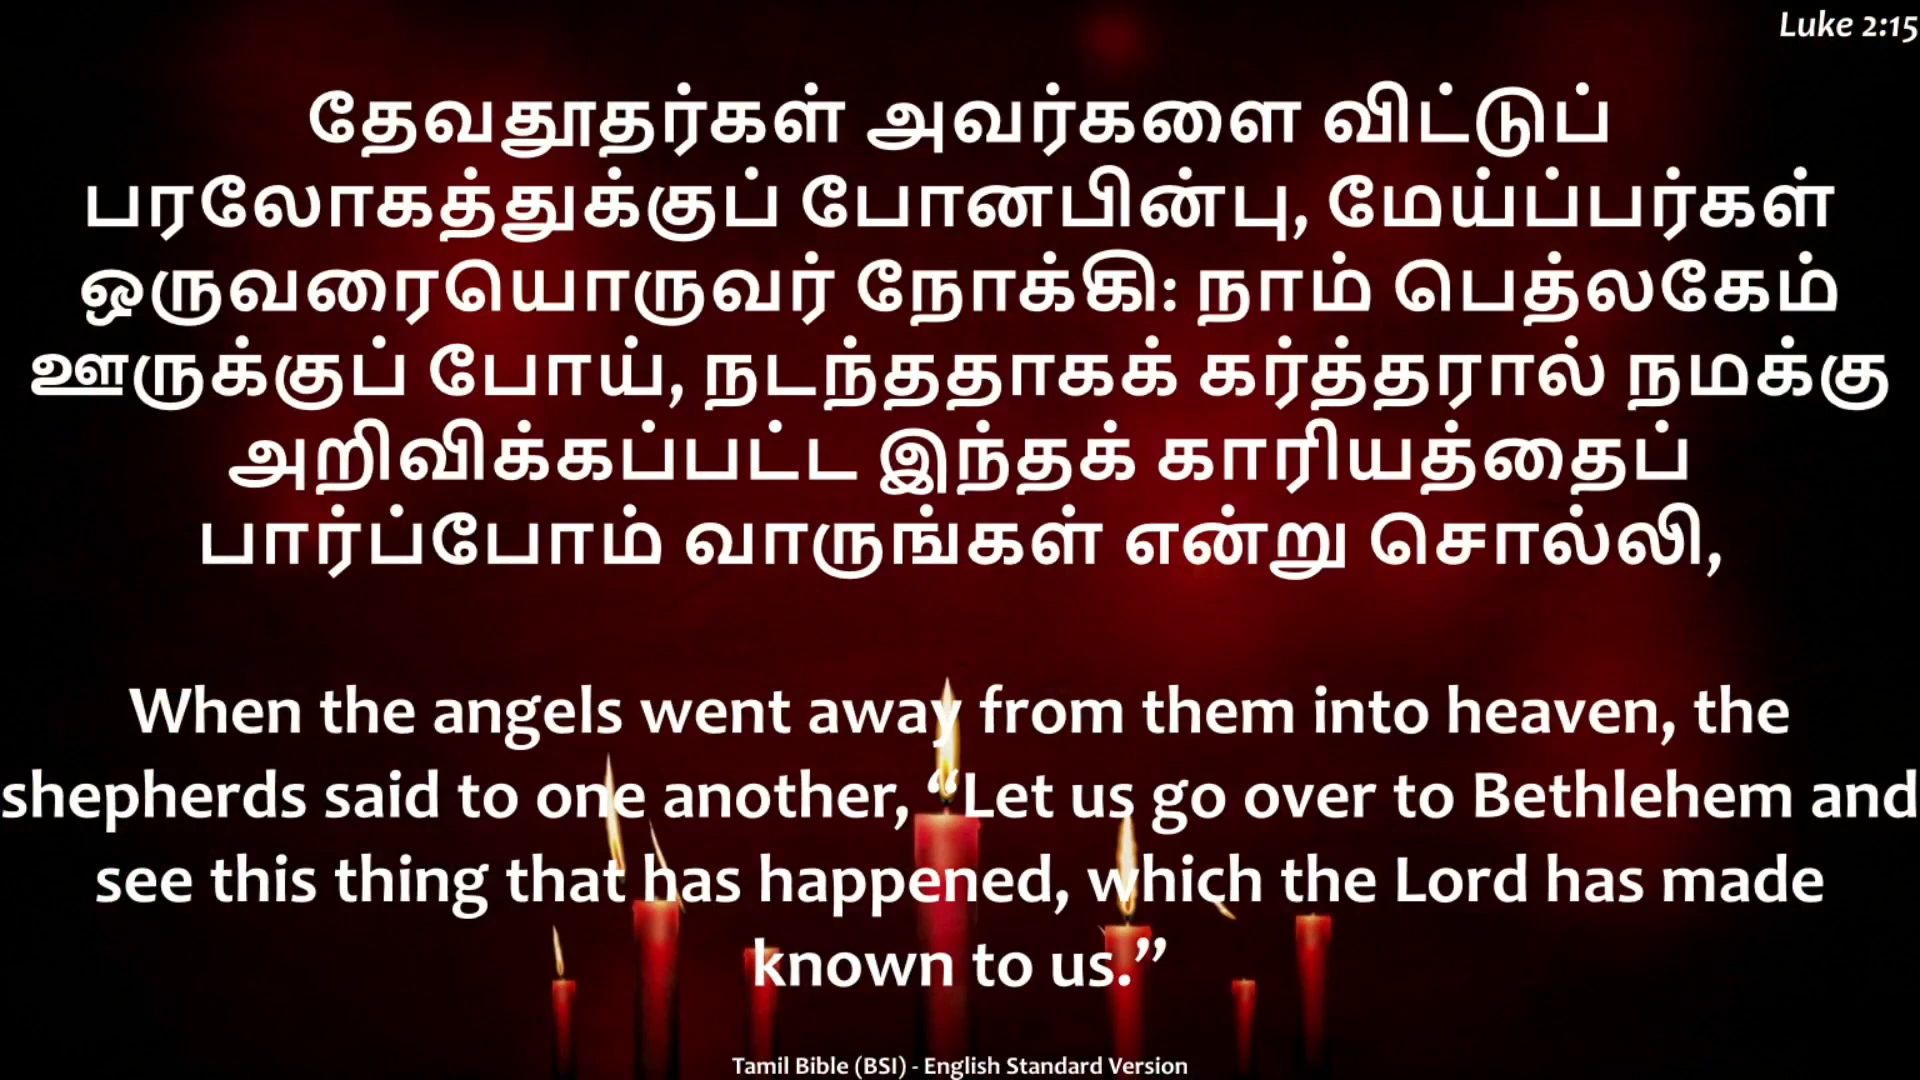 Luke 2:15
தேவதூதர்கள் அவர்களை விட்டுப்
பரலோகத்துக்குப் போனபின்பு, மேய்ப்பர்கள்
ஒருவரையொருவர் நோக்கி: நாம் பெத்லகேம்
ஊருக்குப் போய், நடந்ததாகக் கர்த்தரால் நமக்கு
அறிவிக்கப்பட்ட இந்தக் காரியத்தைப்
பார்ப்போம் வாருங்கள் என்று சொல்லி,
When the angels went away from them into heaven, the
shepherds said to one another, “Let us go over to Bethlehem and
see this thing that has happened, which the Lord has made
known to us.”
Tamil Bible (BSI) - English Standard Version